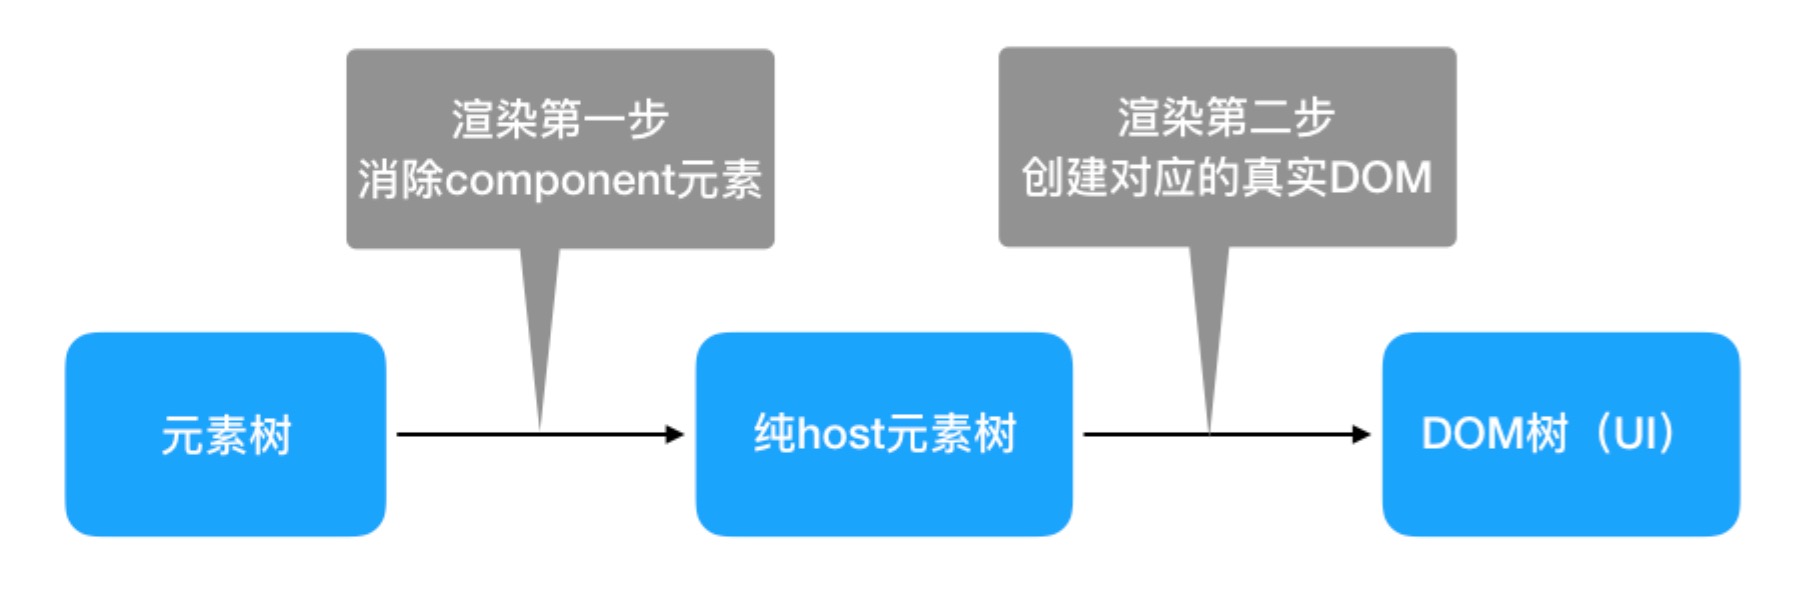 渲染第一步
消除component元素
渲染第二步
创建对应的真实DOM
元素树
纯host元素树
DOM树（UI）